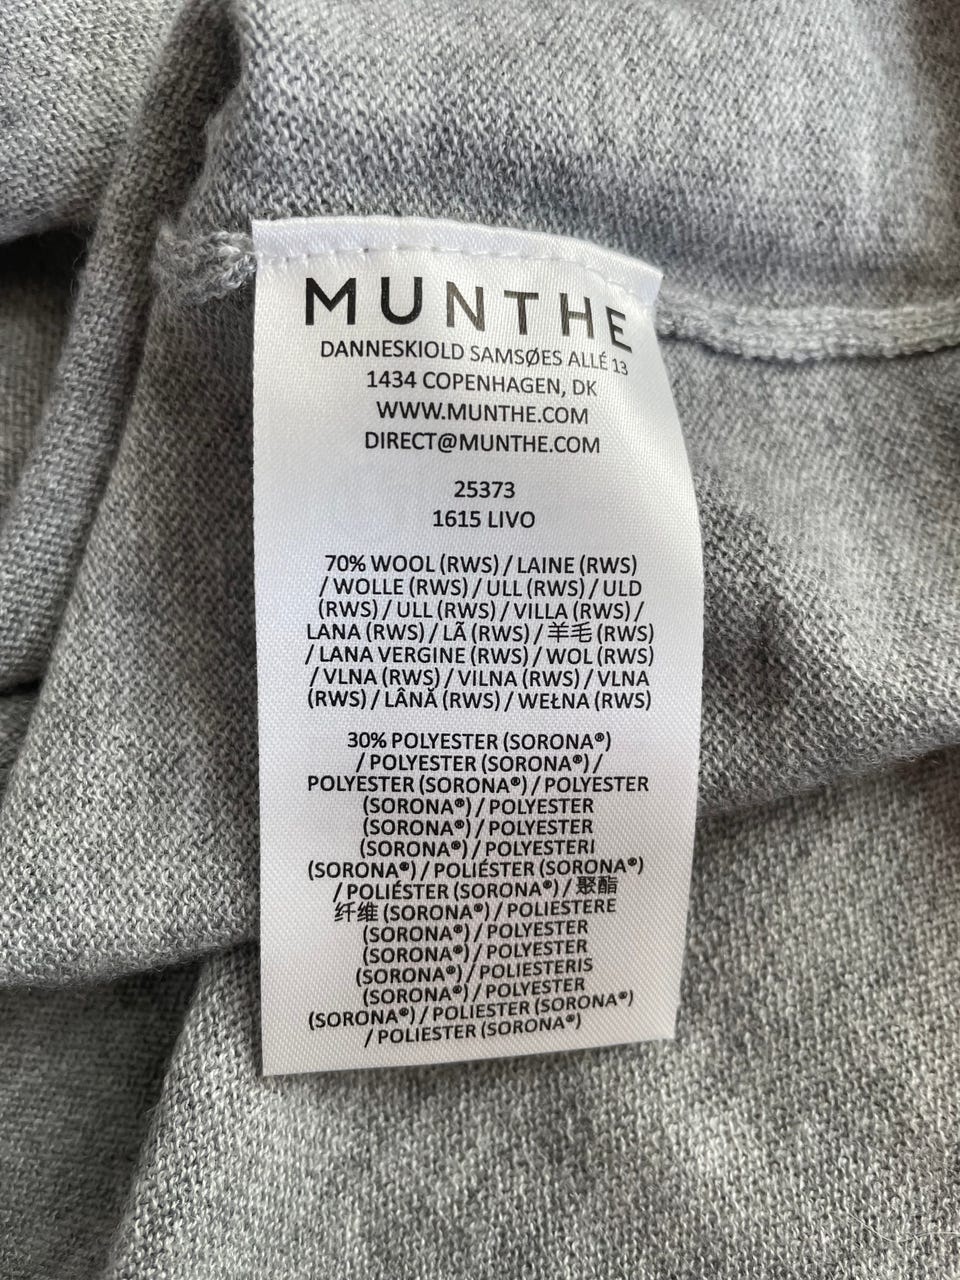 MUNTHE
DANNESKIOLD SAMSØES ALLÉ 13
1434 COPENHAGEN, DK
WWW.MUNTHE.COM
DIRECT@MUNTHE.COM
25373
1615 LIVO
70% WOOL (RWS) / LAINE (RWS)
/ WOLLE (RWS) / ULL (RWS) / ULD
(RWS) / ULL (RWS) / VILLA (RWS) /
LANA (RWS) / LÃ (RWS) / 羊毛 (RWS)
/ LANA VERGINE (RWS) / WOL (RWS)
/ VLNA (RWS) / VILNA (RWS) / VLNA
(RWS) / LÂNĂ (RWS) / WEŁNA (RWS)
30% POLYESTER (SORONA®)
/ POLYESTER (SORONA®) /
POLYESTER (SORONA®) / POLYESTER
(SORONA®) / POLYESTER
(SORONA®) / POLYESTER
(SORONA®) / POLYESTERI
(SORONA®) / POLIÉSTER (SORONA®)
/ POLIÉSTER (SORONA®) / 聚酯
纤维 (SORONA®) / POLIESTERE
(SORONA®) / POLYESTER
(SORONA®) / POLYESTER
(SORONA®) / POLIESTERIS
(SORONA®) / POLYESTER
(SORONA®) / POLIESTER (SORONA®)
/ POLIESTER (SORONA®)